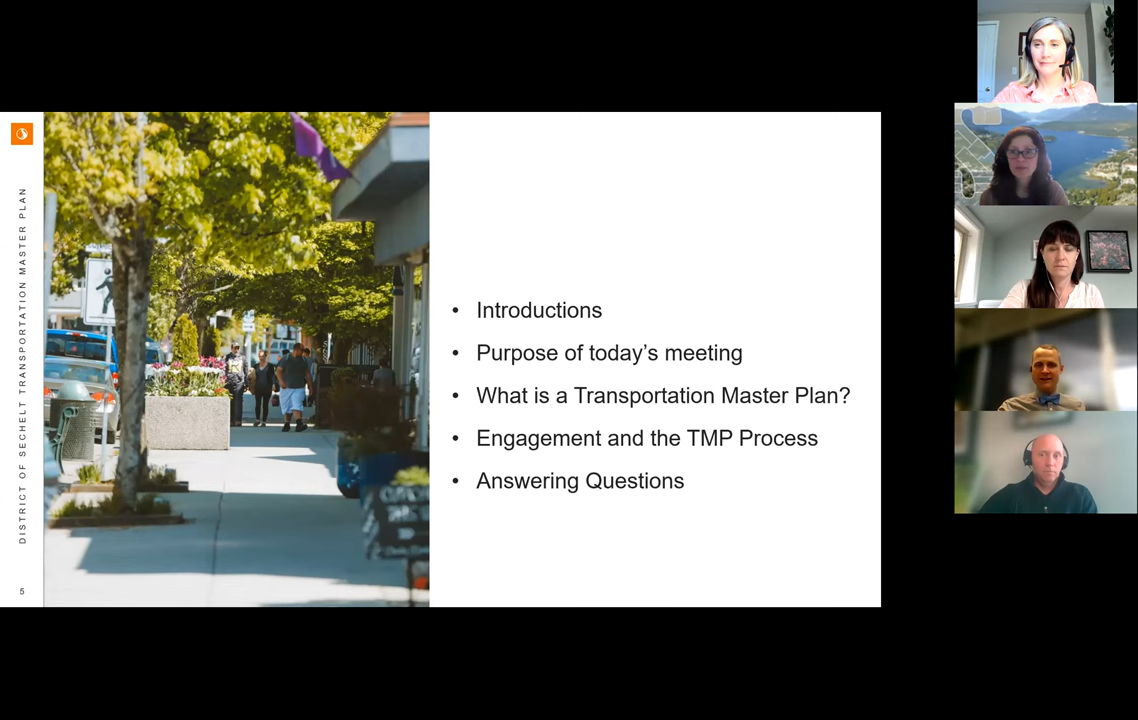 DISTRICT OF SECHELT TRANSPORTATION MASTER PLAN
5
• Introductions
• Purpose of today’s meeting
• What is a Transportation Master Plan?
• Engagement and the TMP Process
• Answering Questions